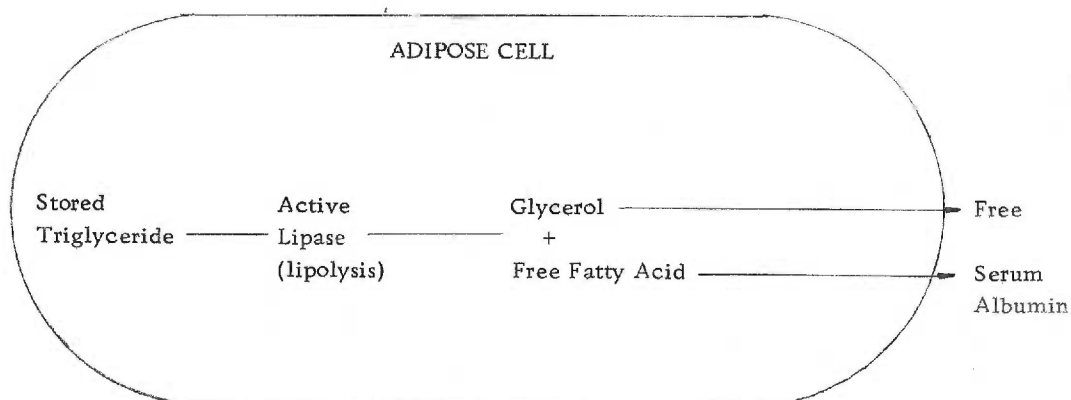 ADIPOSE CELL
Stored
Triglyceride
Active
Lipase
(lipolysis)
Glycerol
+
Free Fatty Acid
Free
Serum
Albumin